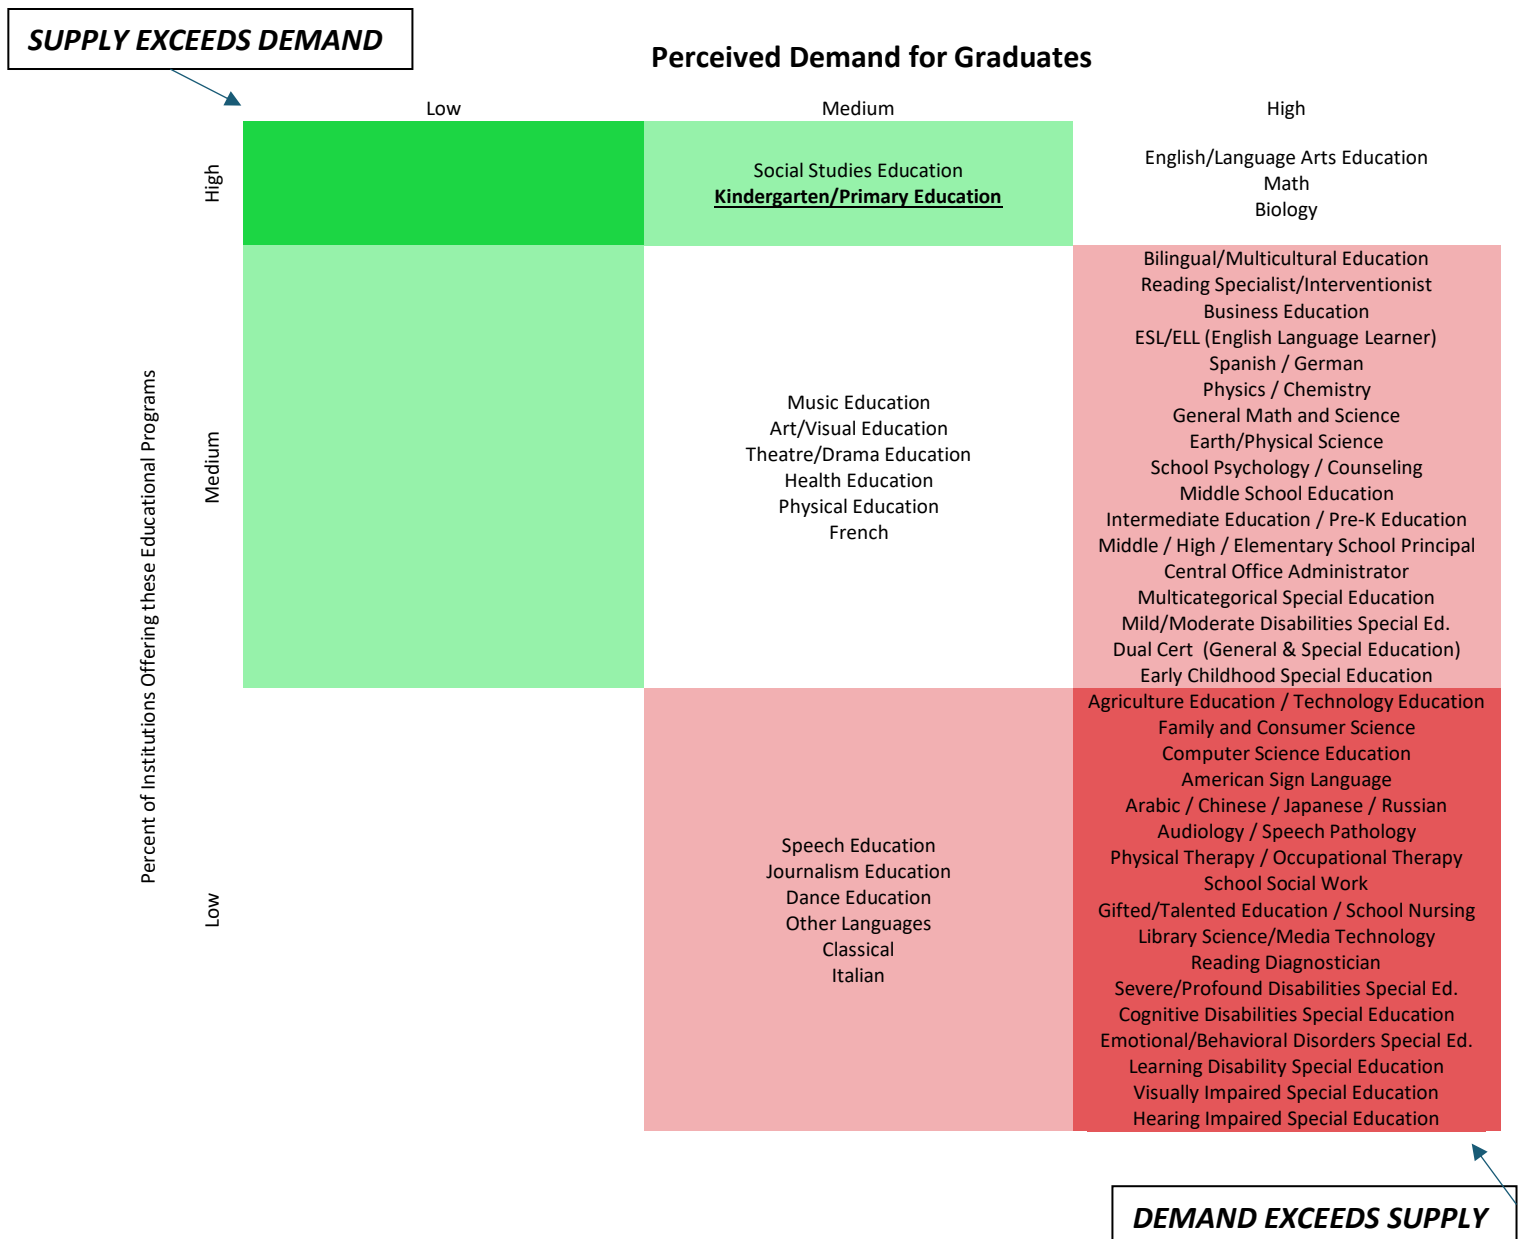 SUPPLY EXCEEDS DEMAND
Perceived Demand for Graduates
Low
Medium
High
Percent of Institutions Offering these Educational Programs
High
Social Studies Education
Kindergarten/Primary Education
English/Language Arts Education
Math
Biology
Medium
Music Education
Art/Visual Education
Theatre/Drama Education
Health Education
Physical Education
French
Bilingual/Multicultural Education
Reading Specialist/Interventionist
Business Education
ESL/ELL (English Language Learner)
Spanish / German
Physics / Chemistry
General Math and Science
Earth/Physical Science
School Psychology / Counseling
Middle School Education
Intermediate Education / Pre-K Education
Middle / High / Elementary School Principal
Central Office Administrator
Multicategorical Special Education
Mild/Moderate Disabilities Special Ed.
Dual Cert (General & Special Education)
Early Childhood Special Education
Low
Speech Education
Journalism Education
Dance Education
Other Languages
Classical
Italian
Agriculture Education / Technology Education
Family and Consumer Science
Computer Science Education
American Sign Language
Arabic / Chinese / Japanese / Russian
Audiology / Speech Pathology
Physical Therapy / Occupational Therapy
School Social Work
Gifted/Talented Education / School Nursing
Library Science/Media Technology
Reading Diagnostician
Severe/Profound Disabilities Special Ed.
Cognitive Disabilities Special Education
Emotional/Behavioral Disorders Special Ed.
Learning Disability Special Education
Visually Impaired Special Education
Hearing Impaired Special Education
DEMAND EXCEEDS SUPPLY